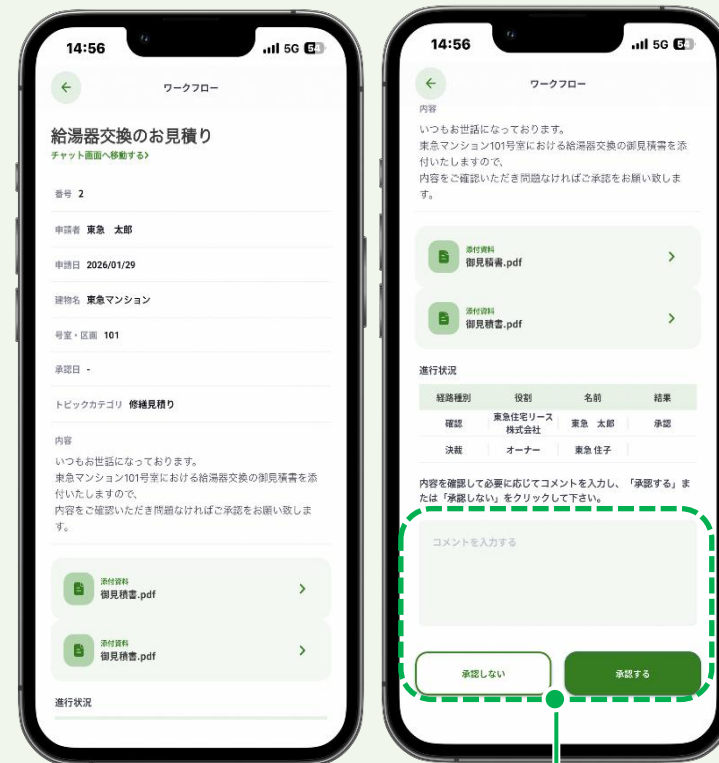 14:56
5G 54
ワークフロー
給湯器交換のお見積り
チャット画面へ移動する>
番号 2
申請者 東急 太郎
申請日 2026/01/29
建物名 東急マンション
号室・区画 101
承認日 -
トピックカテゴリ 修繕見積り
内容
いつもお世話になっております。
東急マンション101号室における給湯器交換の御見積書を添
付いたしますので、
内容をご確認いただき問題なければご承認をお願い致しま
す。
添付資料
御見積書.pdf
添付資料
御見積書.pdf
進行状況
14:56
5G 54
ワークフロー
内容
いつもお世話になっております。
東急マンション101号室における給湯器交換の御見積書を添
付いたしますので、
内容をご確認いただき問題なければご承認をお願い致しま
す。
添付資料
御見積書.pdf
添付資料
御見積書.pdf
進行状況
経路種別 役割 名前 結果
確認 東急住宅リース株式会社 東急 太郎 承認
決裁 オーナー 東急 住子
内容を確認して必要に応じてコメントを入力し、「承認する」ま
たは「承認しない」をクリックして下さい。
コメントを入力する
承認しない 承認する